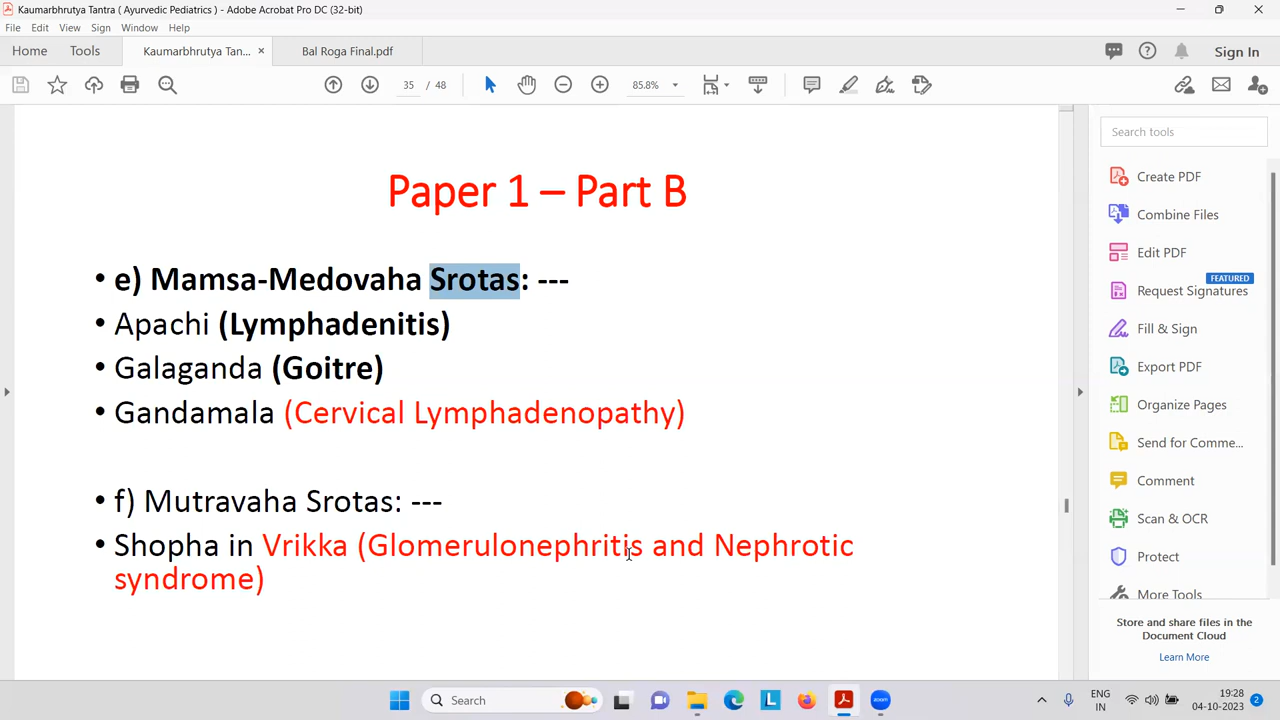 Kaumarbhrutya Tantra ( Ayurvedic Pediatrics ) - Adobe Acrobat Pro DC (32-bit)
File Edit View Sign Window Help
Home Tools Kaumarbhrutya Tan... × Bal Roga Final.pdf Sign In
35 / 48 85.8%
Paper 1 – Part B
• e) Mamsa-Medovaha Srotas: ---
• Apachi (Lymphadenitis)
• Galaganda (Goitre)
• Gandamala (Cervical Lymphadenopathy)
• f) Mutravaha Srotas: ---
• Shopha in Vrikka (Glomerulonephritis and Nephrotic
syndrome)
Search tools
Create PDF
Combine Files
Edit PDF
FEATURED
Request Signatures
Fill & Sign
Export PDF
Organize Pages
Send for Comme...
Comment
Scan & OCR
Protect
More Tools
Store and share files in the
Document Cloud
Learn More
Search
zoom
ENG
IN
19:28
04-10-2023
2